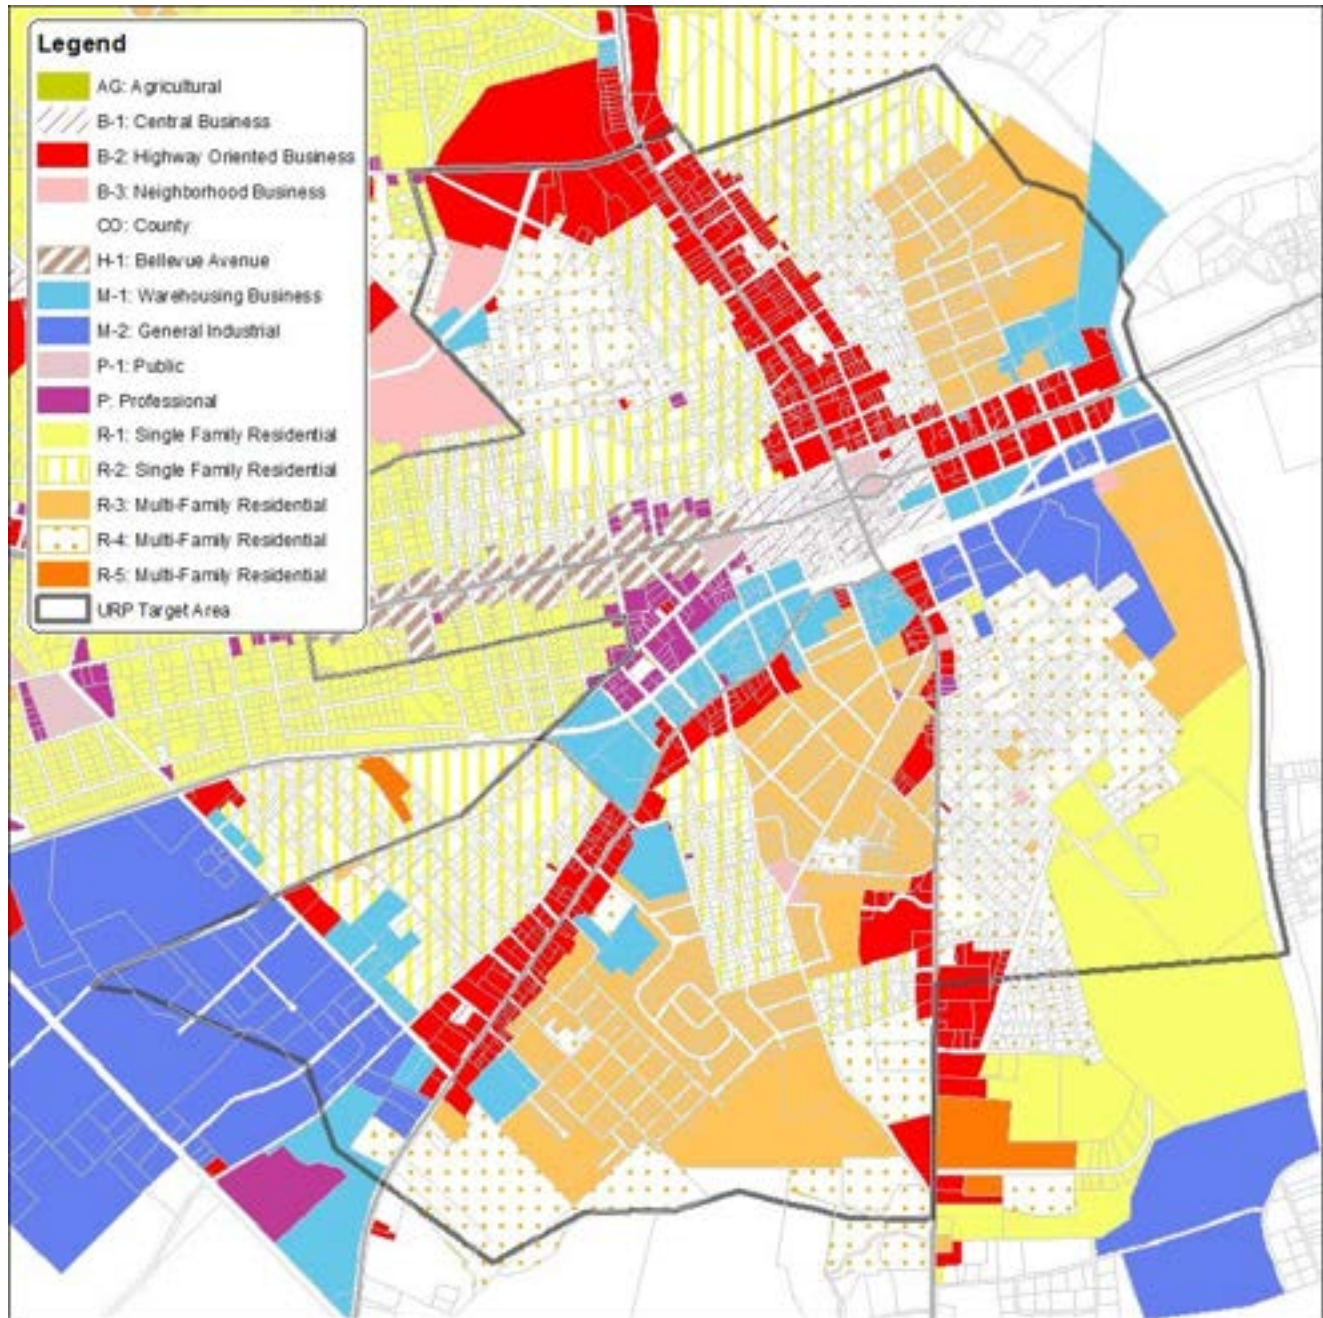 Legend
AG: Agricultural
B-1: Central Business
B-2: Highway Oriented Business
B-3: Neighborhood Business
CO: County
H-1: Bellevue Avenue
M-1: Warehousing Business
M-2: General Industrial
P-1: Public
P: Professional
R-1: Single Family Residential
R-2: Single Family Residential
R-3: Multi-Family Residential
R-4: Multi-Family Residential
R-5: Multi-Family Residential
URP Target Area